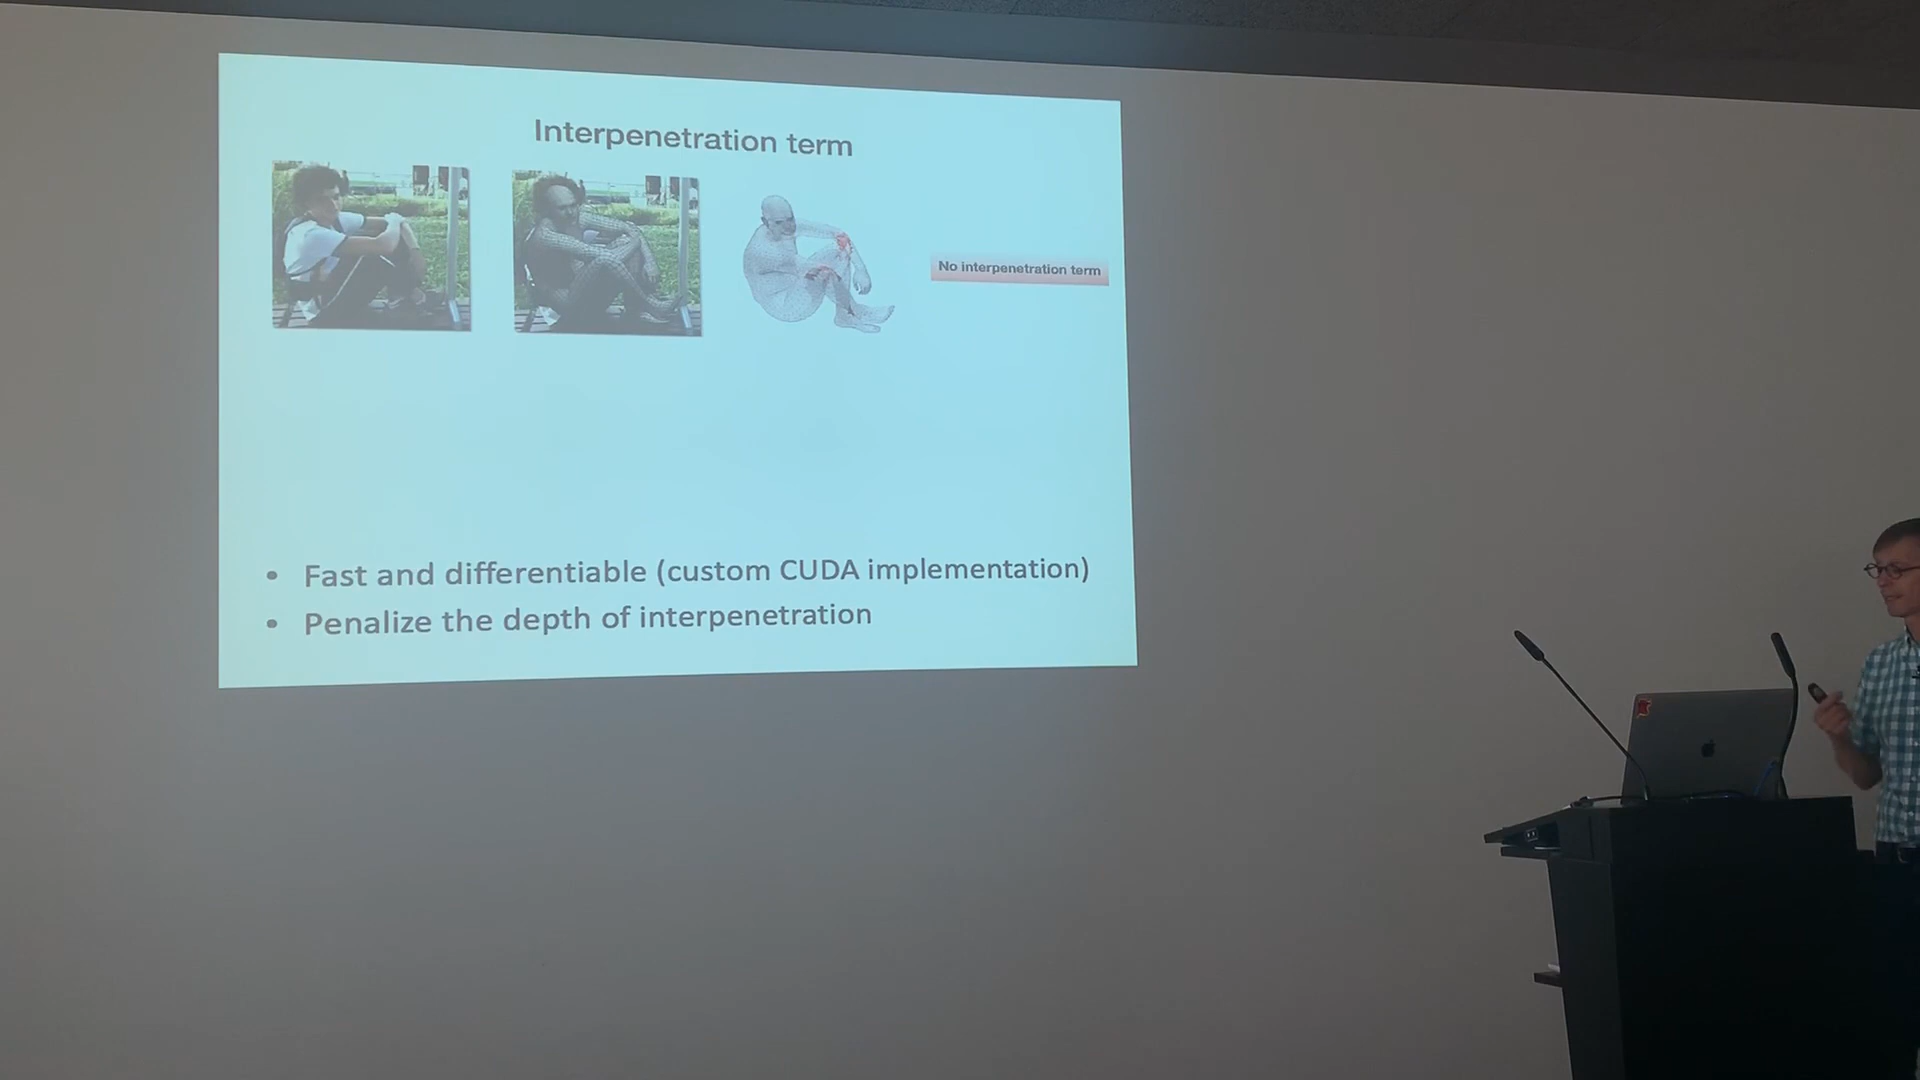 Interpenetration term
No interpenetration term
• Fast and differentiable (custom CUDA implementation)
• Penalize the depth of interpenetration